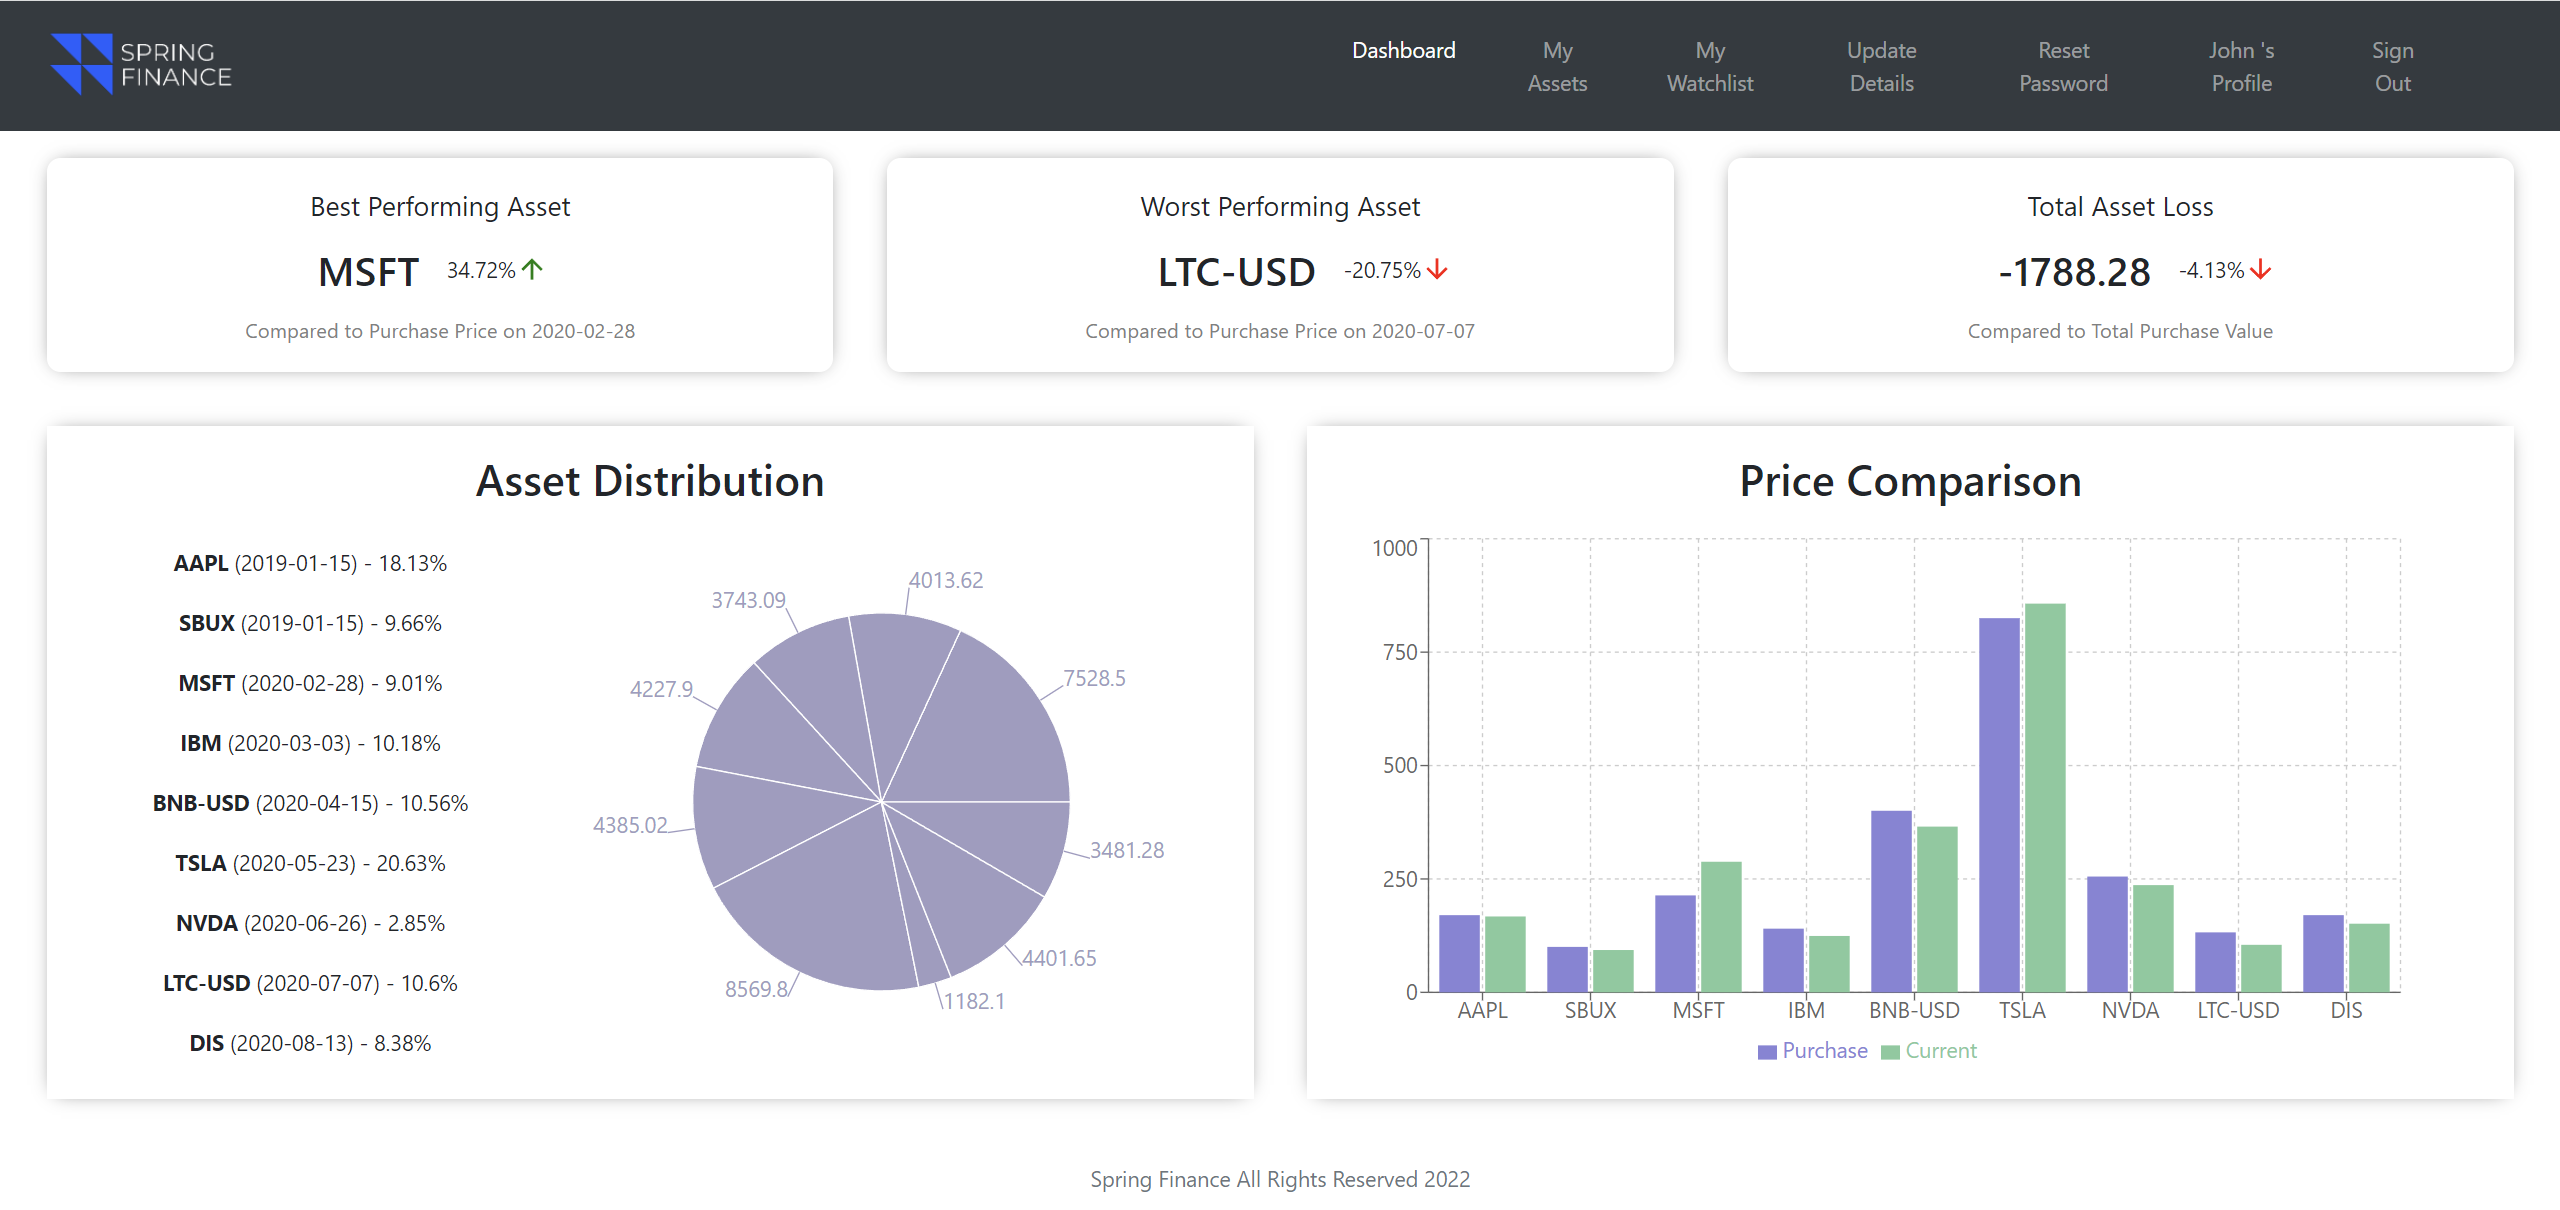 SPRING
FINANCE
Dashboard
My
Assets
My
Watchlist
Update
Details
Reset
Password
John 's
Profile
Sign
Out
Best Performing Asset
MSFT 34.72%
Compared to Purchase Price on 2020-02-28
Worst Performing Asset
LTC-USD -20.75%
Compared to Purchase Price on 2020-07-07
Total Asset Loss
-1788.28 -4.13%
Compared to Total Purchase Value
Asset Distribution
AAPL (2019-01-15) - 18.13%
SBUX (2019-01-15) - 9.66%
MSFT (2020-02-28) - 9.01%
IBM (2020-03-03) - 10.18%
BNB-USD (2020-04-15) - 10.56%
TSLA (2020-05-23) - 20.63%
NVDA (2020-06-26) - 2.85%
LTC-USD (2020-07-07) - 10.6%
DIS (2020-08-13) - 8.38%
4013.62
3743.09
7528.5
4227.9
4385.02
3481.28
4401.65
8569.8
1182.1
Price Comparison
1000
750
500
250
0
AAPL SBUX MSFT IBM BNB-USD TSLA NVDA LTC-USD DIS
Purchase Current
Spring Finance All Rights Reserved 2022